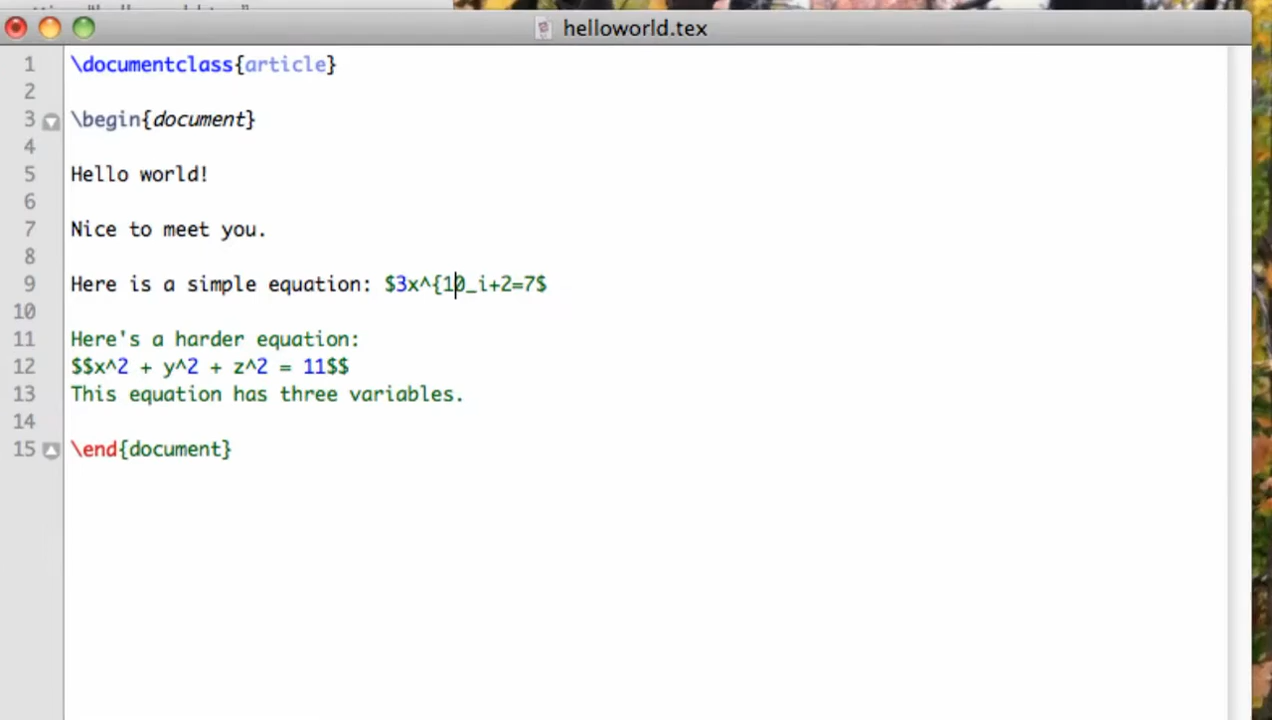 helloworld.tex
1 \documentclass{article}
2
3 \begin{document}
4
5 Hello world!
6
7 Nice to meet you.
8
9 Here is a simple equation: $3x^{10_i+2=7$
10
11 Here's a harder equation:
12 $$x^2 + y^2 + z^2 = 11$$
13 This equation has three variables.
14
15 \end{document}